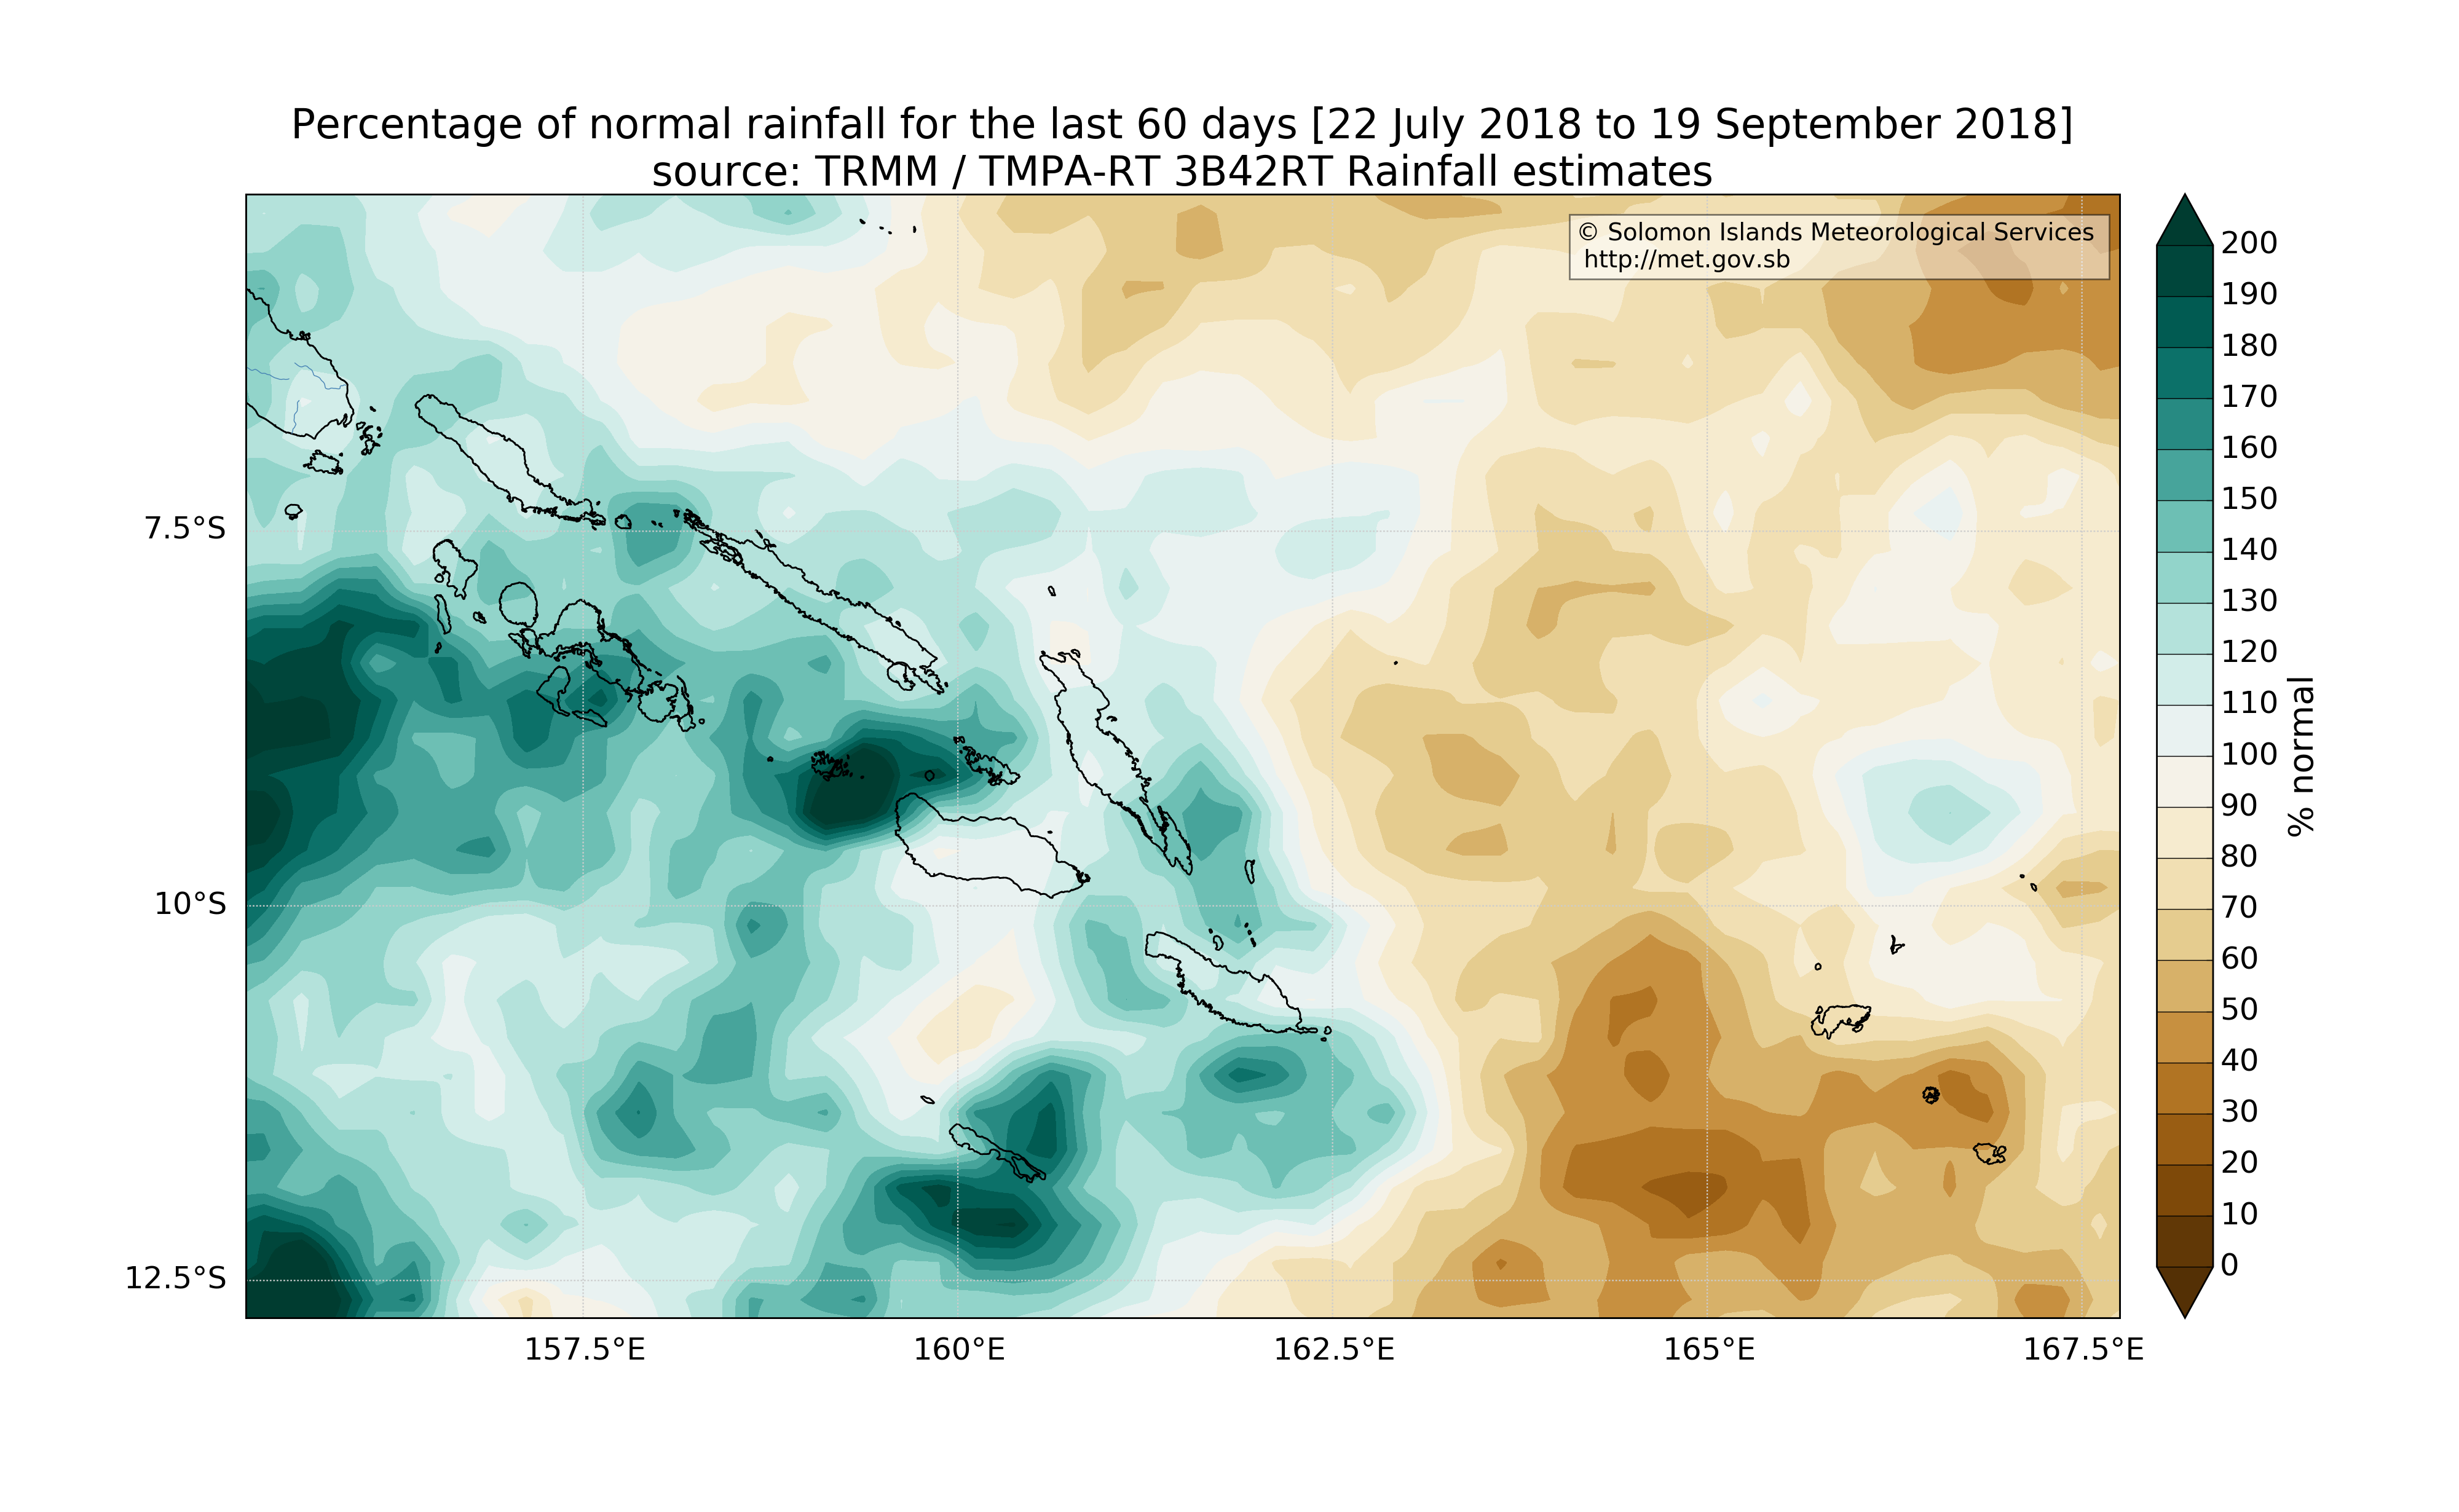 Percentage of normal rainfall for the last 60 days [22 July 2018 to 19 September 2018]
source: TRMM / TMPA-RT 3B42RT Rainfall estimates
© Solomon Islands Meteorological Services
http://met.gov.sb
7.5°S
10°S
12.5°S
157.5°E
160°E
162.5°E
165°E
167.5°E
200
190
180
170
160
150
140
130
120
110
100
90
80
70
60
50
40
30
20
10
0
% normal